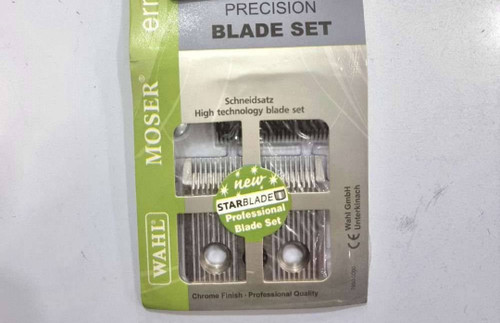 PRECISION
BLADE SET
Schneidsatz
High technology blade set
MOSER®
WAHL
new
STARBLADE
Professional
Blade Set
Wahl GmbH
Unterkirnach
CE
Chrome Finish · Professional Quality